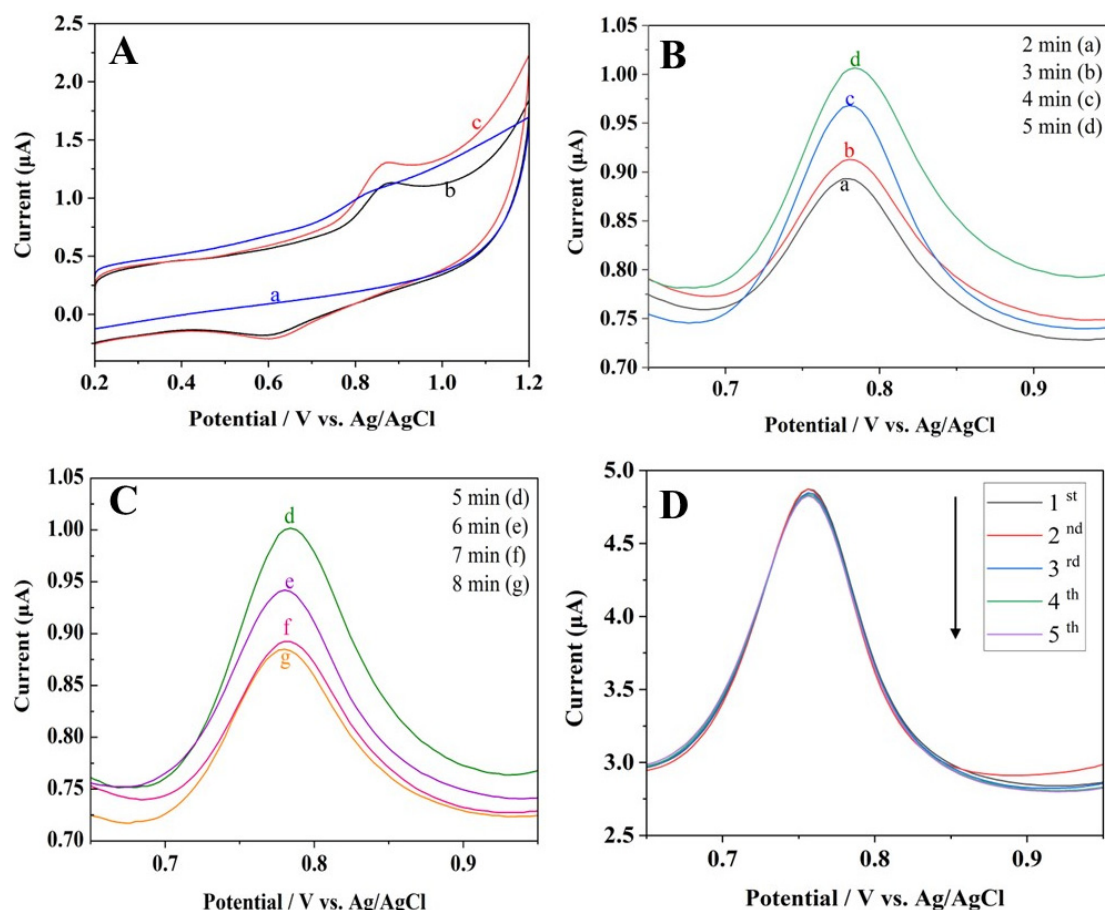 A
Current (µA)
2.5
2.0
1.5
1.0
0.5
0.0
a
b
c
0.2 0.4 0.6 0.8 1.0 1.2
Potential / V vs. Ag/AgCl
B
Current (µA)
1.05
1.00
0.95
0.90
0.85
0.80
0.75
0.70
2 min (a)
3 min (b)
4 min (c)
5 min (d)
d
c
b
a
0.7 0.8 0.9
Potential / V vs. Ag/AgCl
C
Current (µA)
1.05
1.00
0.95
0.90
0.85
0.80
0.75
0.70
5 min (d)
6 min (e)
7 min (f)
8 min (g)
d
e
f
g
0.7 0.8 0.9
Potential / V vs. Ag/AgCl
D
Current (µA)
5.0
4.5
4.0
3.5
3.0
2.5
1 st
2 nd
3 rd
4 th
5 th
0.7 0.8 0.9
Potential / V vs. Ag/AgCl